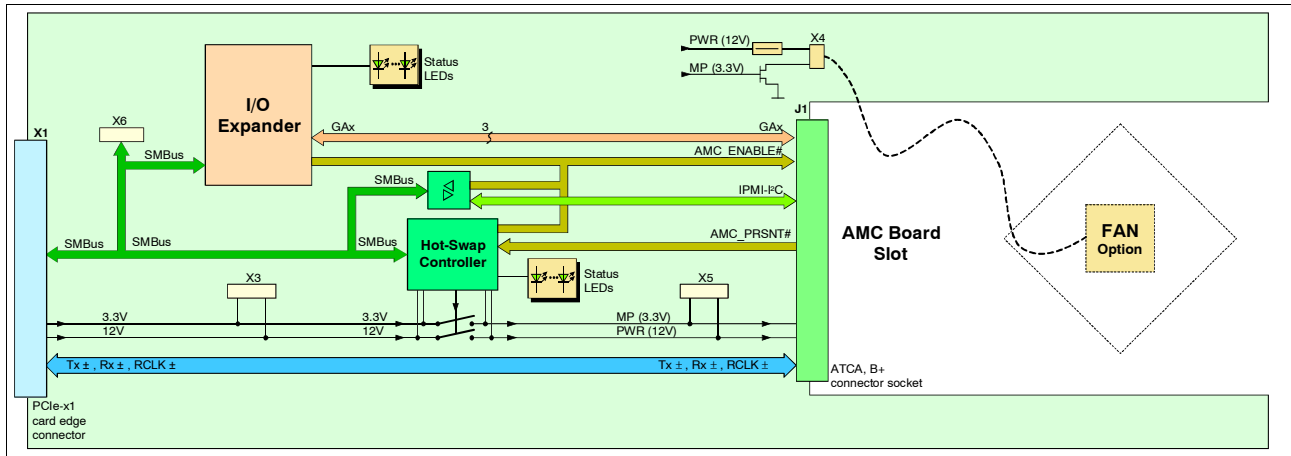 PWR (12V)
X4
MP (3.3V)
Status
LEDs
I/O
Expander
J1
X1
X6
GAx
3
GAx
SMBus
AMC_ENABLE#
SMBus
IPMI-I²C
SMBus
SMBus
SMBus
Hot-Swap
Controller
AMC_PRSNT#
AMC Board
Slot
FAN
Option
Status
LEDs
X3
X5
3.3V
3.3V
MP (3.3V)
12V
12V
PWR (12V)
Tx ± , Rx ± , RCLK ±
Tx ± , Rx ± , RCLK ±
ATCA, B+
connector socket
PCIe-x1
card edge
connector